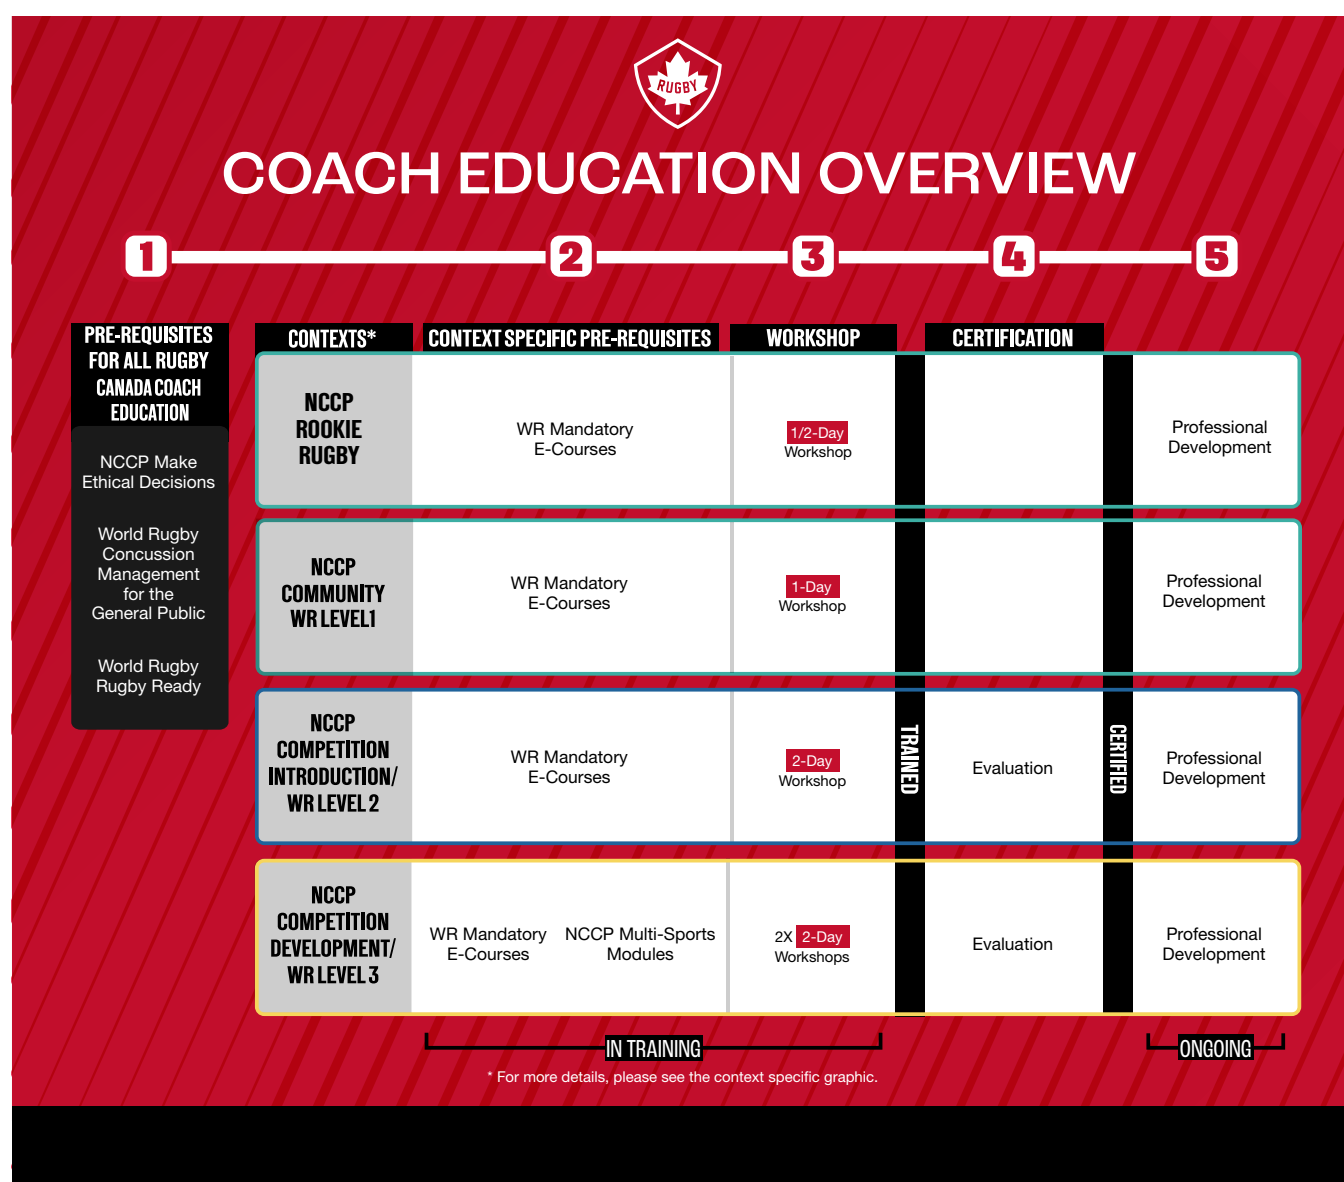 RUGBY
COACH EDUCATION OVERVIEW
1
2
3
4
5
PRE-REQUISITES
FOR ALL RUGBY
CANADA COACH
EDUCATION
NCCP Make
Ethical Decisions
World Rugby
Concussion
Management
for the
General Public
World Rugby
Rugby Ready
CONTEXTS*
CONTEXT SPECIFIC PRE-REQUISITES
WORKSHOP
CERTIFICATION
NCCP
ROOKIE
RUGBY
WR Mandatory
E-Courses
1/2-Day
Workshop
Professional
Development
NCCP
COMMUNITY
WR LEVEL1
WR Mandatory
E-Courses
1-Day
Workshop
Professional
Development
NCCP
COMPETITION
INTRODUCTION/
WR LEVEL 2
WR Mandatory
E-Courses
2-Day
Workshop
TRAINED
Evaluation
CERTIFIED
Professional
Development
NCCP
COMPETITION
DEVELOPMENT/
WR LEVEL 3
WR Mandatory
E-Courses
NCCP Multi-Sports
Modules
2X 2-Day
Workshops
Evaluation
Professional
Development
IN TRAINING
ONGOING
* For more details, please see the context specific graphic.